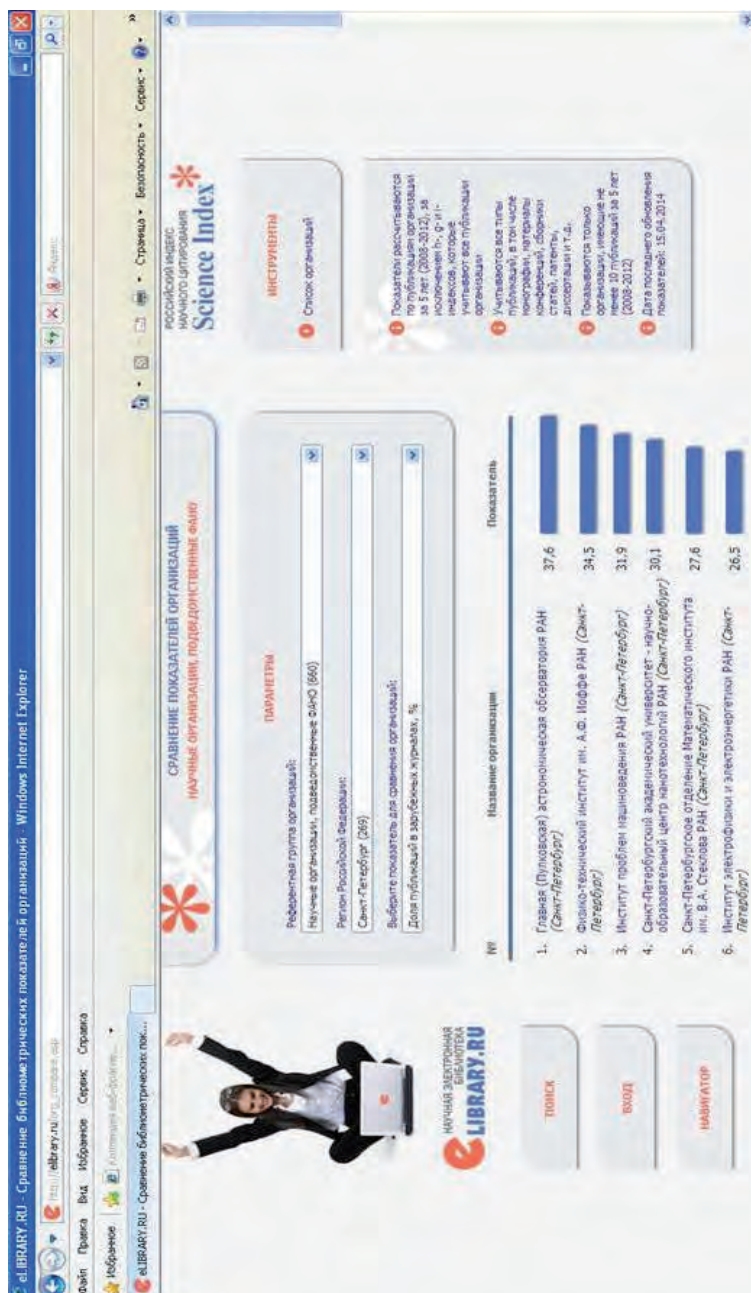 eLIBRARY.RU - Сравнение библиометрических показателей организаций - Windows Internet Explorer
http://elibrary.ru/org_compare.asp
Яндекс
Файл Правка Вид Избранное Сервис Справка
Избранное
eLIBRARY.RU - Сравнение библиометрических пок...
Страница Безопасность Сервис
НАУЧНАЯ ЭЛЕКТРОННАЯ
БИБЛИОТЕКА
eLIBRARY.RU
ПОИСК
ВХОД
НАВИГАТОР
СРАВНЕНИЕ ПОКАЗАТЕЛЕЙ ОРГАНИЗАЦИЙ
НАУЧНЫЕ ОРГАНИЗАЦИИ, ПОДВЕДОМСТВЕННЫЕ ФАНО
ПАРАМЕТРЫ
Референтная группа организаций:
Научные организации, подведомственные ФАНО (660)
Регион Российской Федерации:
Санкт-Петербург (269)
Выберите показатель для сравнения организаций:
Доля публикаций в зарубежных журналах, %
№ Название организации Показатель
1. Главная (Пулковская) астрономическая обсерватория РАН 37,6
(Санкт-Петербург)
2. Физико-технический институт им. А.Ф. Иоффе РАН (Санкт- 34,5
Петербург)
3. Институт проблем машиноведения РАН (Санкт-Петербург) 31,9
4. Санкт-Петербургский академический университет - научно- 30,1
образовательный центр нанотехнологий РАН (Санкт-Петербург)
5. Санкт-Петербургское отделение Математического института 27,6
им. В.А. Стеклова РАН (Санкт-Петербург)
6. Институт электрофизики и электроэнергетики РАН (Санкт- 26,5
Петербург)
РОССИЙСКИЙ ИНДЕКС
НАУЧНОГО ЦИТИРОВАНИЯ
Science Index
ИНСТРУМЕНТЫ
Список организаций
Показатели рассчитываются
по публикациям организации
за 5 лет (2008-2012), за
исключением h-, g- и i-
индексов, которые
учитывают все публикации
организации
Учитываются все типы
публикаций, в том числе
монографии, материалы
конференций, сборники
статей, патенты,
диссертации и т.д.
Показываются только
организации, имеющие не
менее 10 публикаций за 5 лет
(2008-2012)
Дата последнего обновления
показателей: 15.04.2014